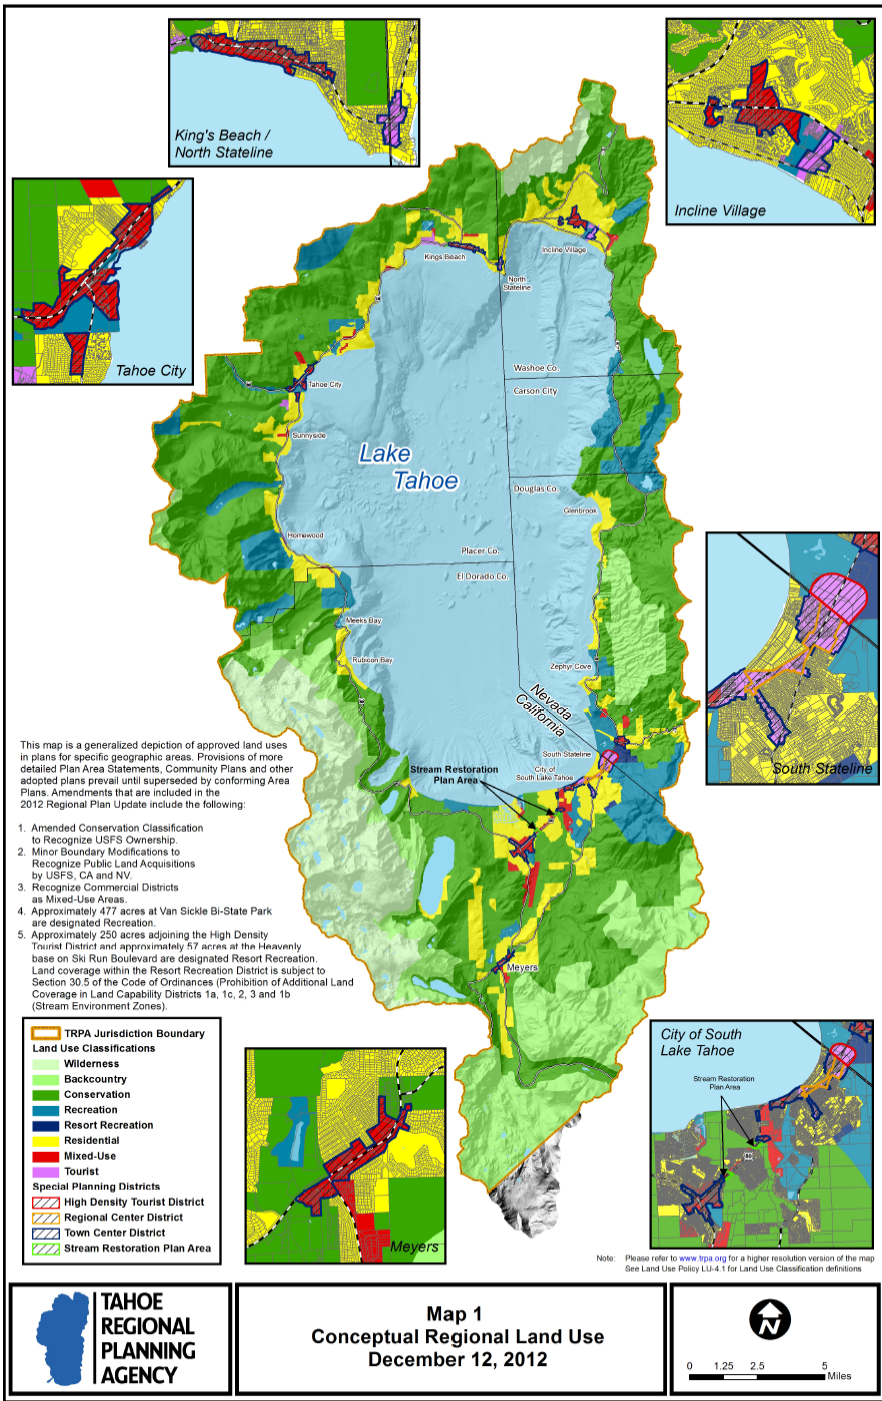 King's Beach /
North Stateline
Incline Village
Tahoe City
Kings Beach
Incline Village
North
Stateline
Tahoe City
Washoe Co.
Carson City
Sunnyside
Lake
Tahoe
Douglas Co.
Glenbrook
Homewood
Placer Co.
El Dorado Co.
Meeks Bay
Rubicon Bay
Zephyr Cove
Nevada
California
South Stateline
City of
South Lake Tahoe
Stream Restoration
Plan Area
Meyers
South Stateline
This map is a generalized depiction of approved land uses
in plans for specific geographic areas. Provisions of more
detailed Plan Area Statements, Community Plans and other
adopted plans prevail until superseded by conforming Area
Plans. Amendments that are included in the
2012 Regional Plan Update include the following:
1. Amended Conservation Classification
to Recognize USFS Ownership.
2. Minor Boundary Modifications to
Recognize Public Land Acquisitions
by USFS, CA and NV.
3. Recognize Commercial Districts
as Mixed-Use Areas.
4. Approximately 477 acres at Van Sickle Bi-State Park
are designated Recreation.
5. Approximately 250 acres adjoining the High Density
Tourist District and approximately 57 acres at the Heavenly
base on Ski Run Boulevard are designated Resort Recreation.
Land coverage within the Resort Recreation District is subject to
Section 30.5 of the Code of Ordinances (Prohibition of Additional Land
Coverage in Land Capability Districts 1a, 1c, 2, 3 and 1b
(Stream Environment Zones).
TRPA Jurisdiction Boundary
Land Use Classifications
Wilderness
Backcountry
Conservation
Recreation
Resort Recreation
Residential
Mixed-Use
Tourist
Special Planning Districts
High Density Tourist District
Regional Center District
Town Center District
Stream Restoration Plan Area
Meyers
City of South
Lake Tahoe
Stream Restoration
Plan Area
Note: Please refer to www.trpa.org for a higher resolution version of the map
See Land Use Policy LU-4.1 for Land Use Classification definitions
TAHOE
REGIONAL
PLANNING
AGENCY
Map 1
Conceptual Regional Land Use
December 12, 2012
N
0 1.25 2.5 5
Miles